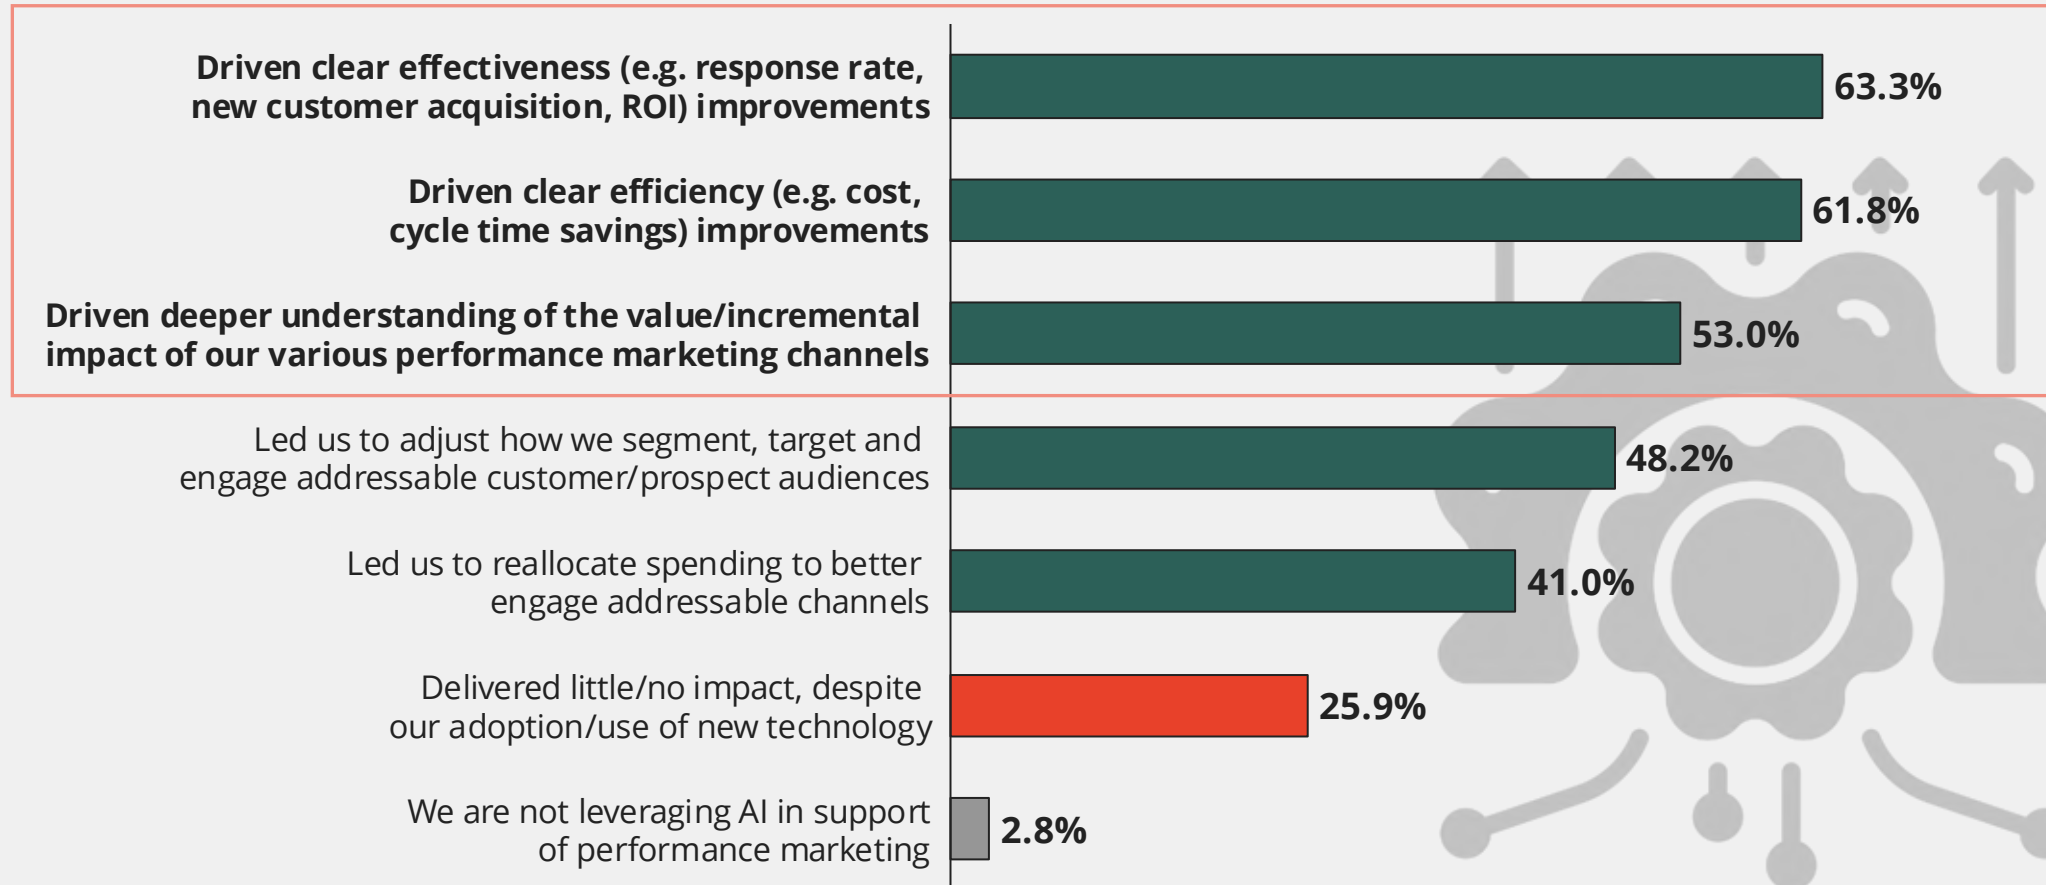 Driven clear effectiveness (e.g. response rate,
new customer acquisition, ROI) improvements
63.3%
Driven clear efficiency (e.g. cost,
cycle time savings) improvements
61.8%
Driven deeper understanding of the value/incremental
impact of our various performance marketing channels
53.0%
Led us to adjust how we segment, target and
engage addressable customer/prospect audiences
48.2%
Led us to reallocate spending to better
engage addressable channels
41.0%
Delivered little/no impact, despite
our adoption/use of new technology
25.9%
We are not leveraging AI in support
of performance marketing
2.8%